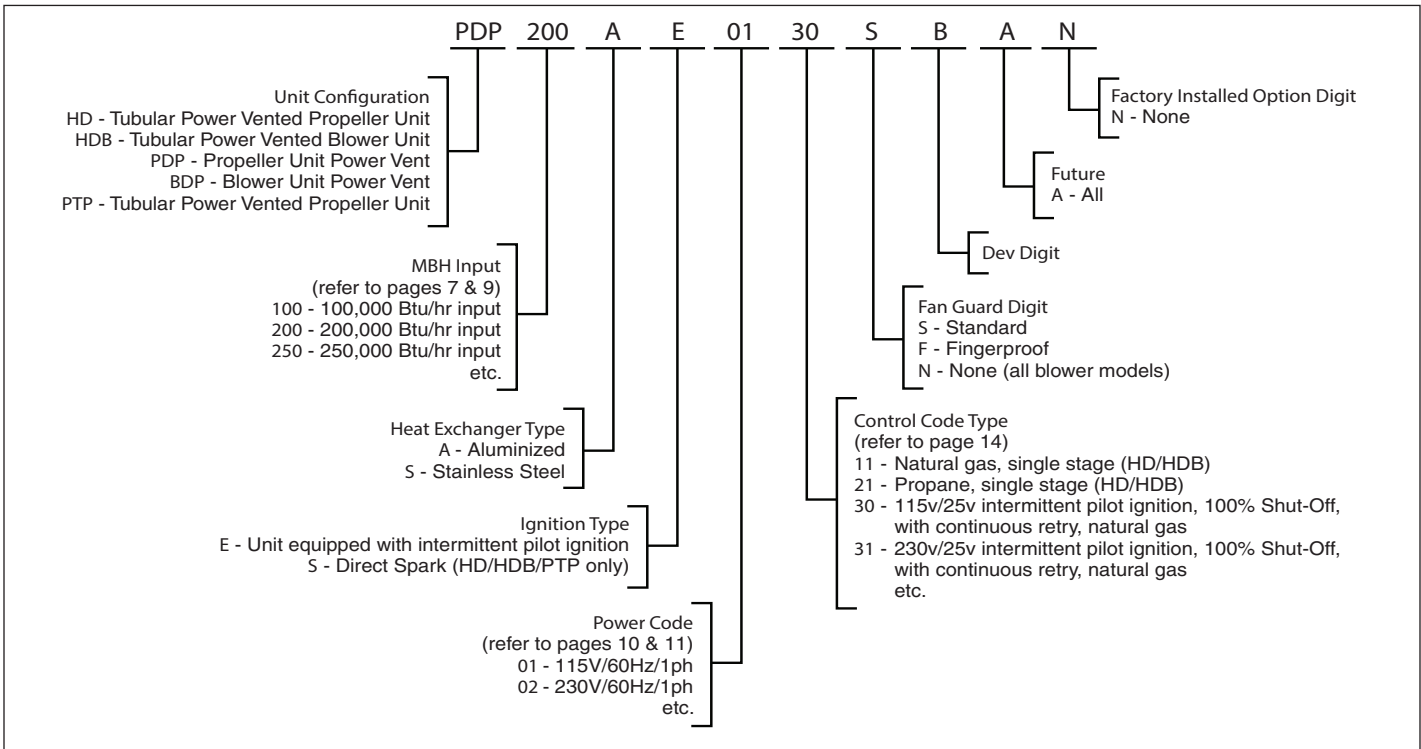 PDP 200 A E 01 30 S B A N
Unit Configuration
HD - Tubular Power Vented Propeller Unit
HDB - Tubular Power Vented Blower Unit
PDP - Propeller Unit Power Vent
BDP - Blower Unit Power Vent
PTP - Tubular Power Vented Propeller Unit
MBH Input
(refer to pages 7 & 9)
100 - 100,000 Btu/hr input
200 - 200,000 Btu/hr input
250 - 250,000 Btu/hr input
etc.
Heat Exchanger Type
A - Aluminized
S - Stainless Steel
Ignition Type
E - Unit equipped with intermittent pilot ignition
S - Direct Spark (HD/HDB/PTP only)
Power Code
(refer to pages 10 & 11)
01 - 115V/60Hz/1ph
02 - 230V/60Hz/1ph
etc.
Factory Installed Option Digit
N - None
Future
A - All
Dev Digit
Fan Guard Digit
S - Standard
F - Fingerproof
N - None (all blower models)
Control Code Type
(refer to page 14)
11 - Natural gas, single stage (HD/HDB)
21 - Propane, single stage (HD/HDB)
30 - 115v/25v intermittent pilot ignition, 100% Shut-Off,
with continuous retry, natural gas
31 - 230v/25v intermittent pilot ignition, 100% Shut-Off,
with continuous retry, natural gas
etc.